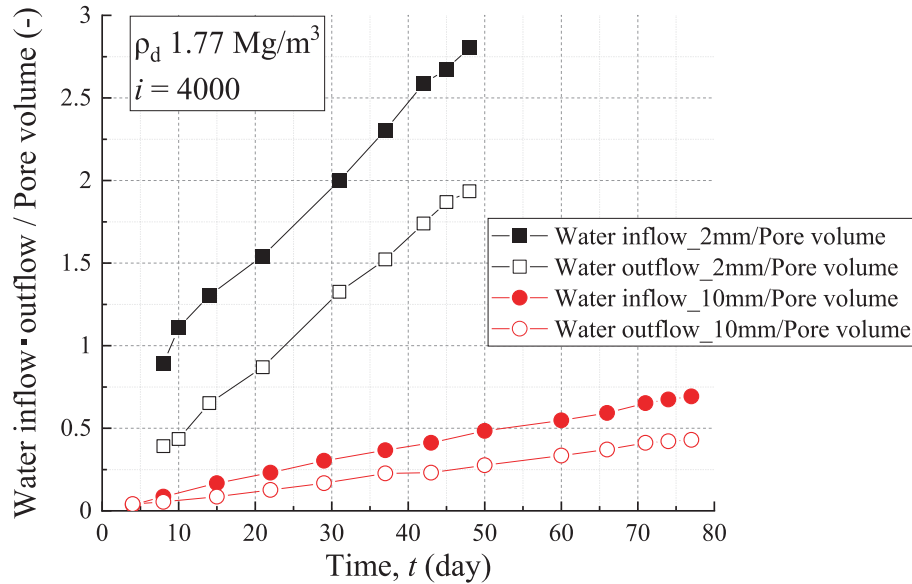 Water inflow▪outflow / Pore volume (-)
3
2.5
2
1.5
1
0.5
0
ρd 1.77 Mg/m³
i = 4000
Water inflow_2mm/Pore volume
Water outflow_2mm/Pore volume
Water inflow_10mm/Pore volume
Water outflow_10mm/Pore volume
0 10 20 30 40 50 60 70 80
Time, t (day)